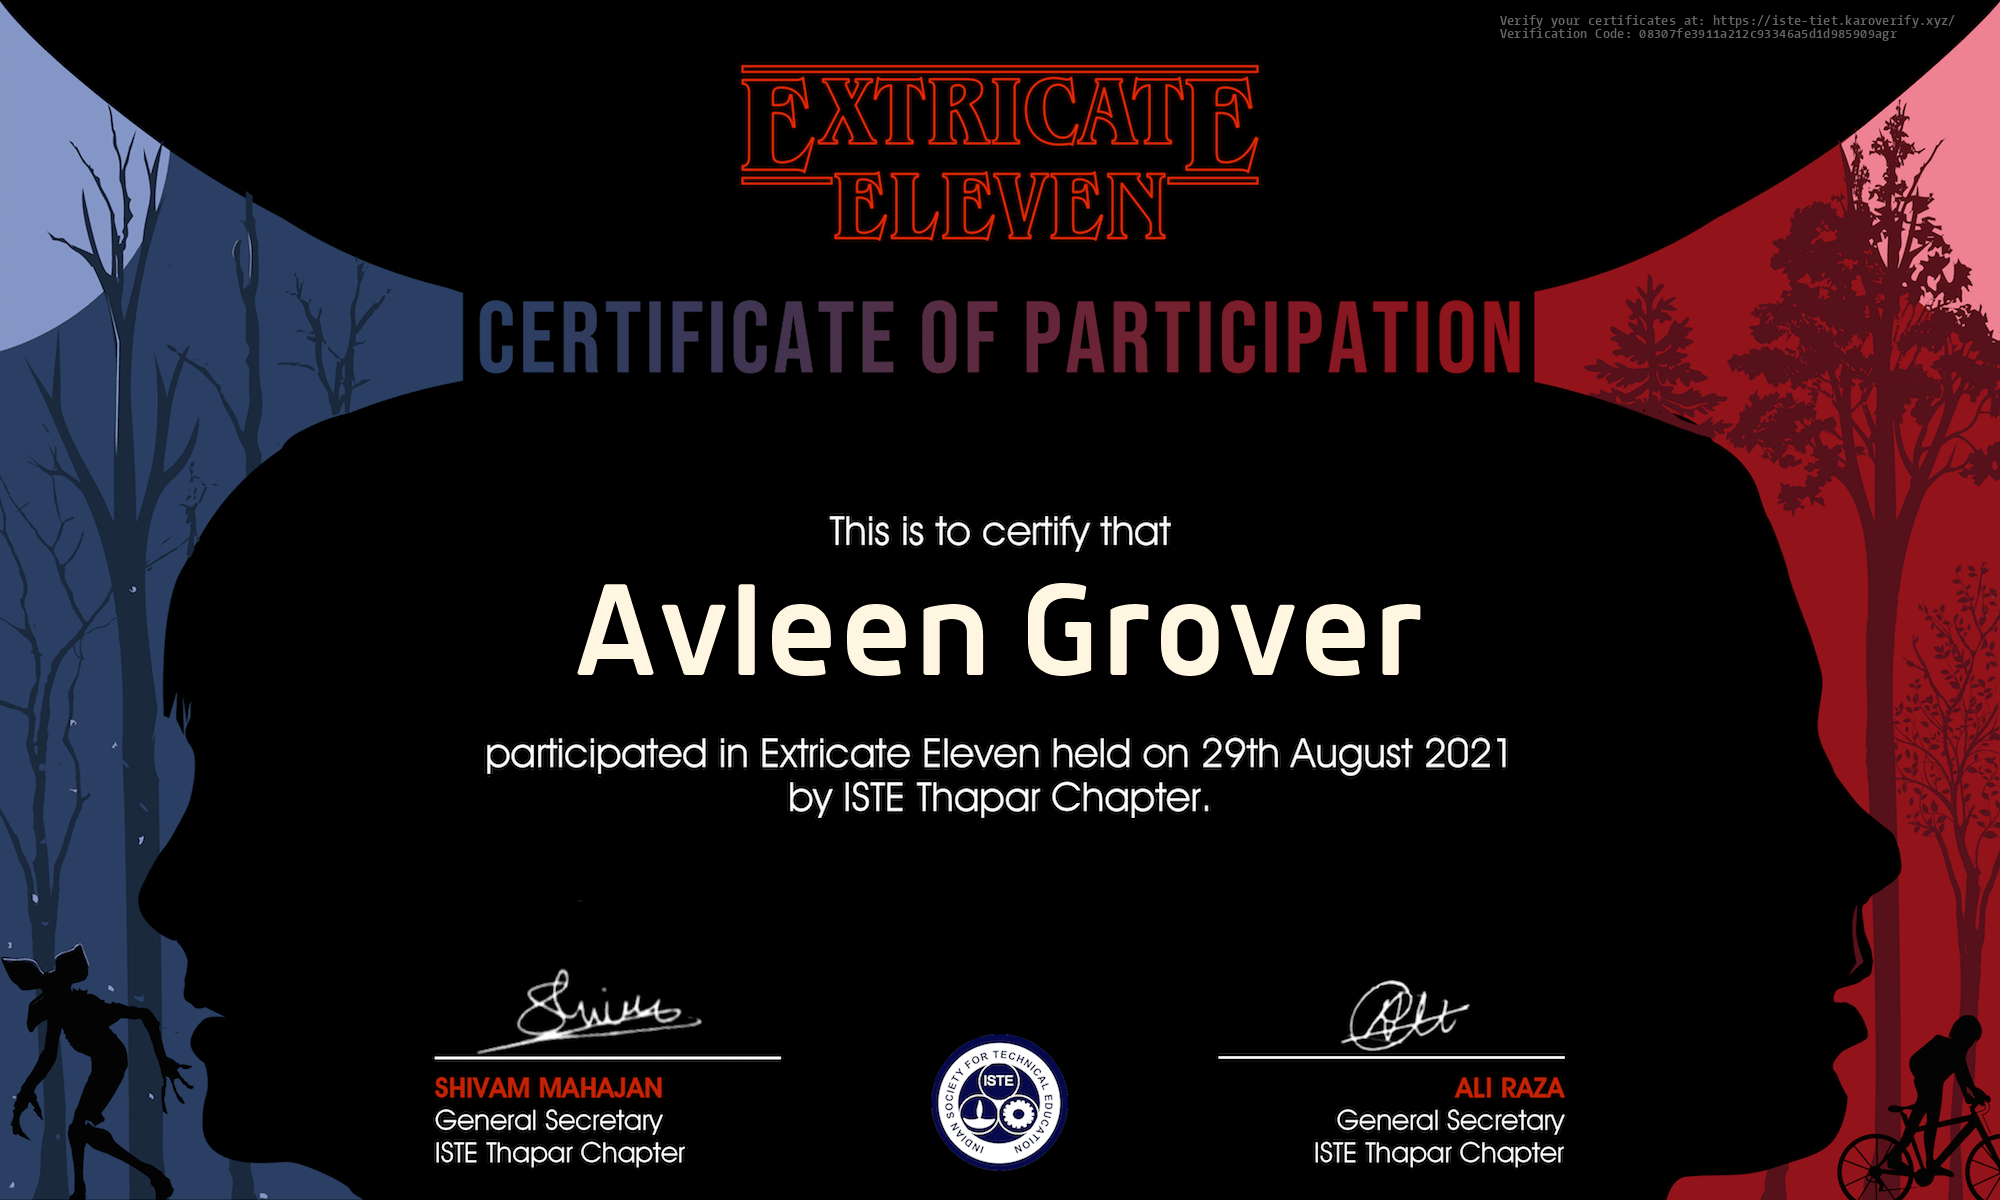 Verify your certificates at: https://iste-tiet.karoverify.xyz/
Verification Code: 08307fe3911a212c93346a5d1d985909agr
EXTRICATE
ELEVEN
CERTIFICATE OF PARTICIPATION
This is to certify that
Avleen Grover
participated in Extricate Eleven held on 29th August 2021
by ISTE Thapar Chapter.
SHIVAM MAHAJAN
General Secretary
ISTE Thapar Chapter
INDIAN SOCIETY FOR TECHNICAL EDUCATION
ISTE
ALI RAZA
General Secretary
ISTE Thapar Chapter